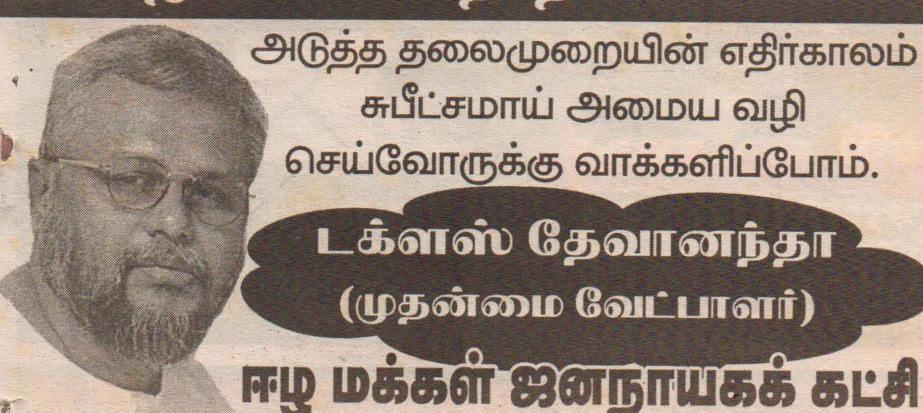 அடுத்த தலைமுறையின் எதிர்காலம்
சுபீட்சமாய் அமைய வழி
செய்வோருக்கு வாக்களிப்போம்.
டக்ளஸ் தேவானந்தா
(முதன்மை வேட்பாளர்)
ஈழ மக்கள் ஜனநாயகக் கட்சி